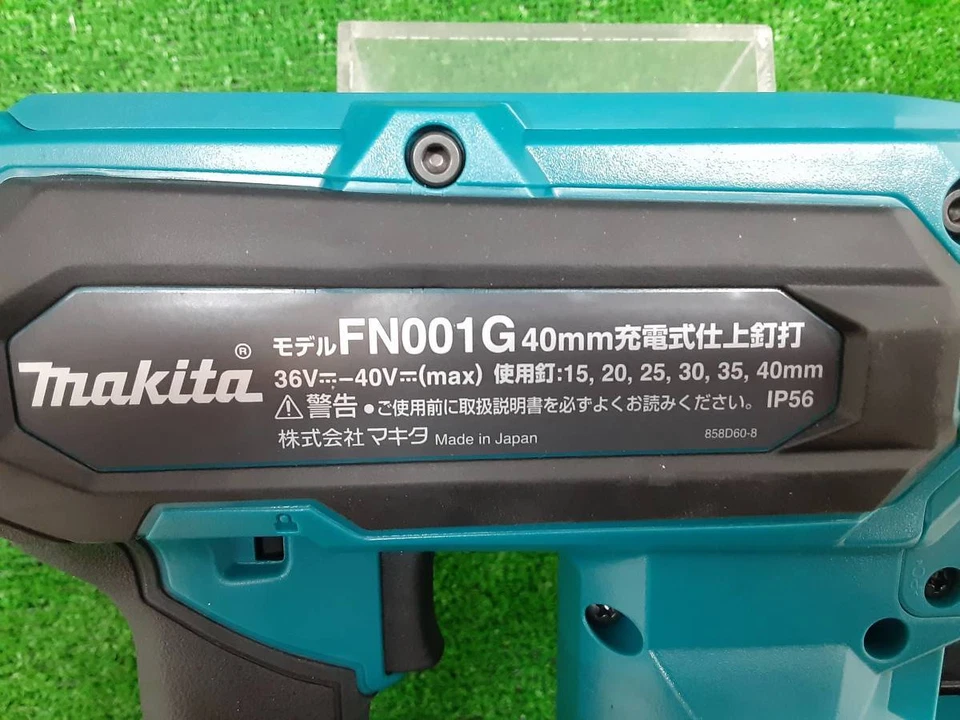 makita®
モデルFN001G 40mm充電式仕上釘打
36V⎓-40V⎓(max) 使用釘:15, 20, 25, 30, 35, 40mm
⚠警告 ●ご使用前に取扱説明書を必ずよくお読みください。 IP56
株式会社マキタ Made in Japan 858D60-8